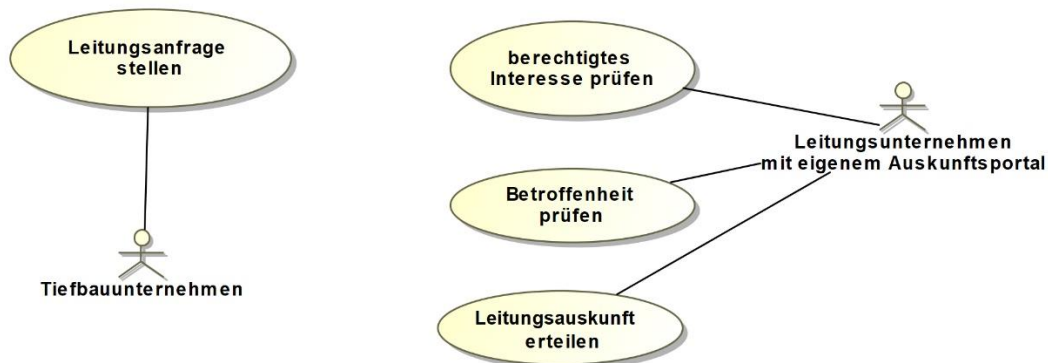 Leitungsanfrage
stellen
Tiefbauunternehmen
berechtigtes
Interesse prüfen
Betroffenheit
prüfen
Leitungsauskunft
erteilen
Leitungsunternehmen
mit eigenem Auskunftsportal